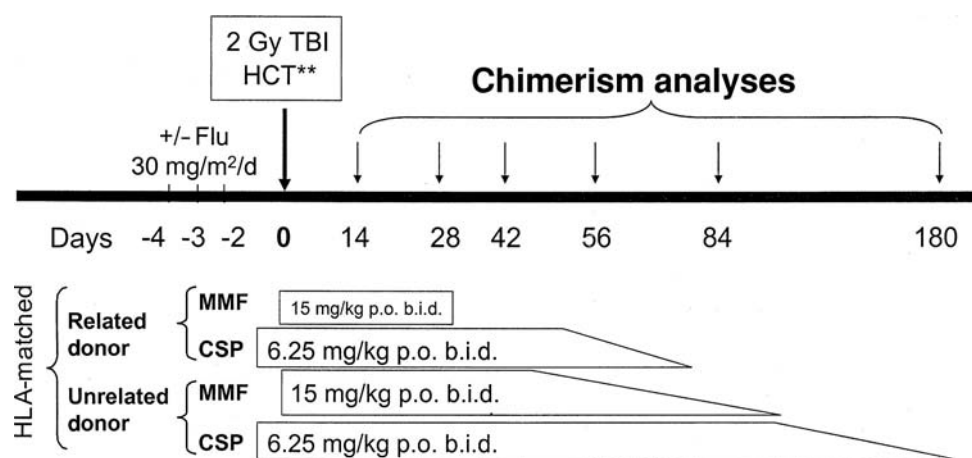 2 Gy TBI
HCT**
Chimerism analyses
+/– Flu
30 mg/m²/d
Days -4 -3 -2 0 14 28 42 56 84 180
HLA-matched
Related
donor
MMF
15 mg/kg p.o. b.i.d.
CSP
6.25 mg/kg p.o. b.i.d.
Unrelated
donor
MMF
15 mg/kg p.o. b.i.d.
CSP
6.25 mg/kg p.o. b.i.d.